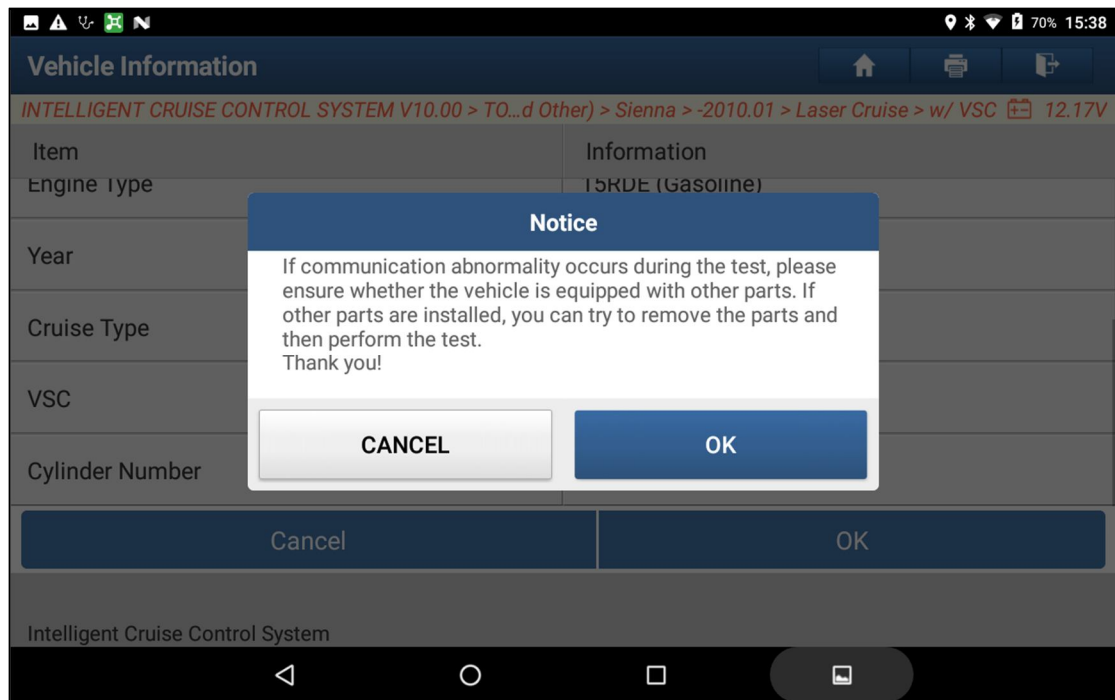 70% 15:38
Vehicle Information
INTELLIGENT CRUISE CONTROL SYSTEM V10.00 > TO...d Other) > Sienna > -2010.01 > Laser Cruise > w/ VSC 12.17V
Item Information
Engine Type 15RDE (Gasoline)
Notice
Year
If communication abnormality occurs during the test, please
ensure whether the vehicle is equipped with other parts. If
other parts are installed, you can try to remove the parts and
then perform the test.
Thank you!
Cruise Type
VSC
CANCEL OK
Cylinder Number
Cancel OK
Intelligent Cruise Control System